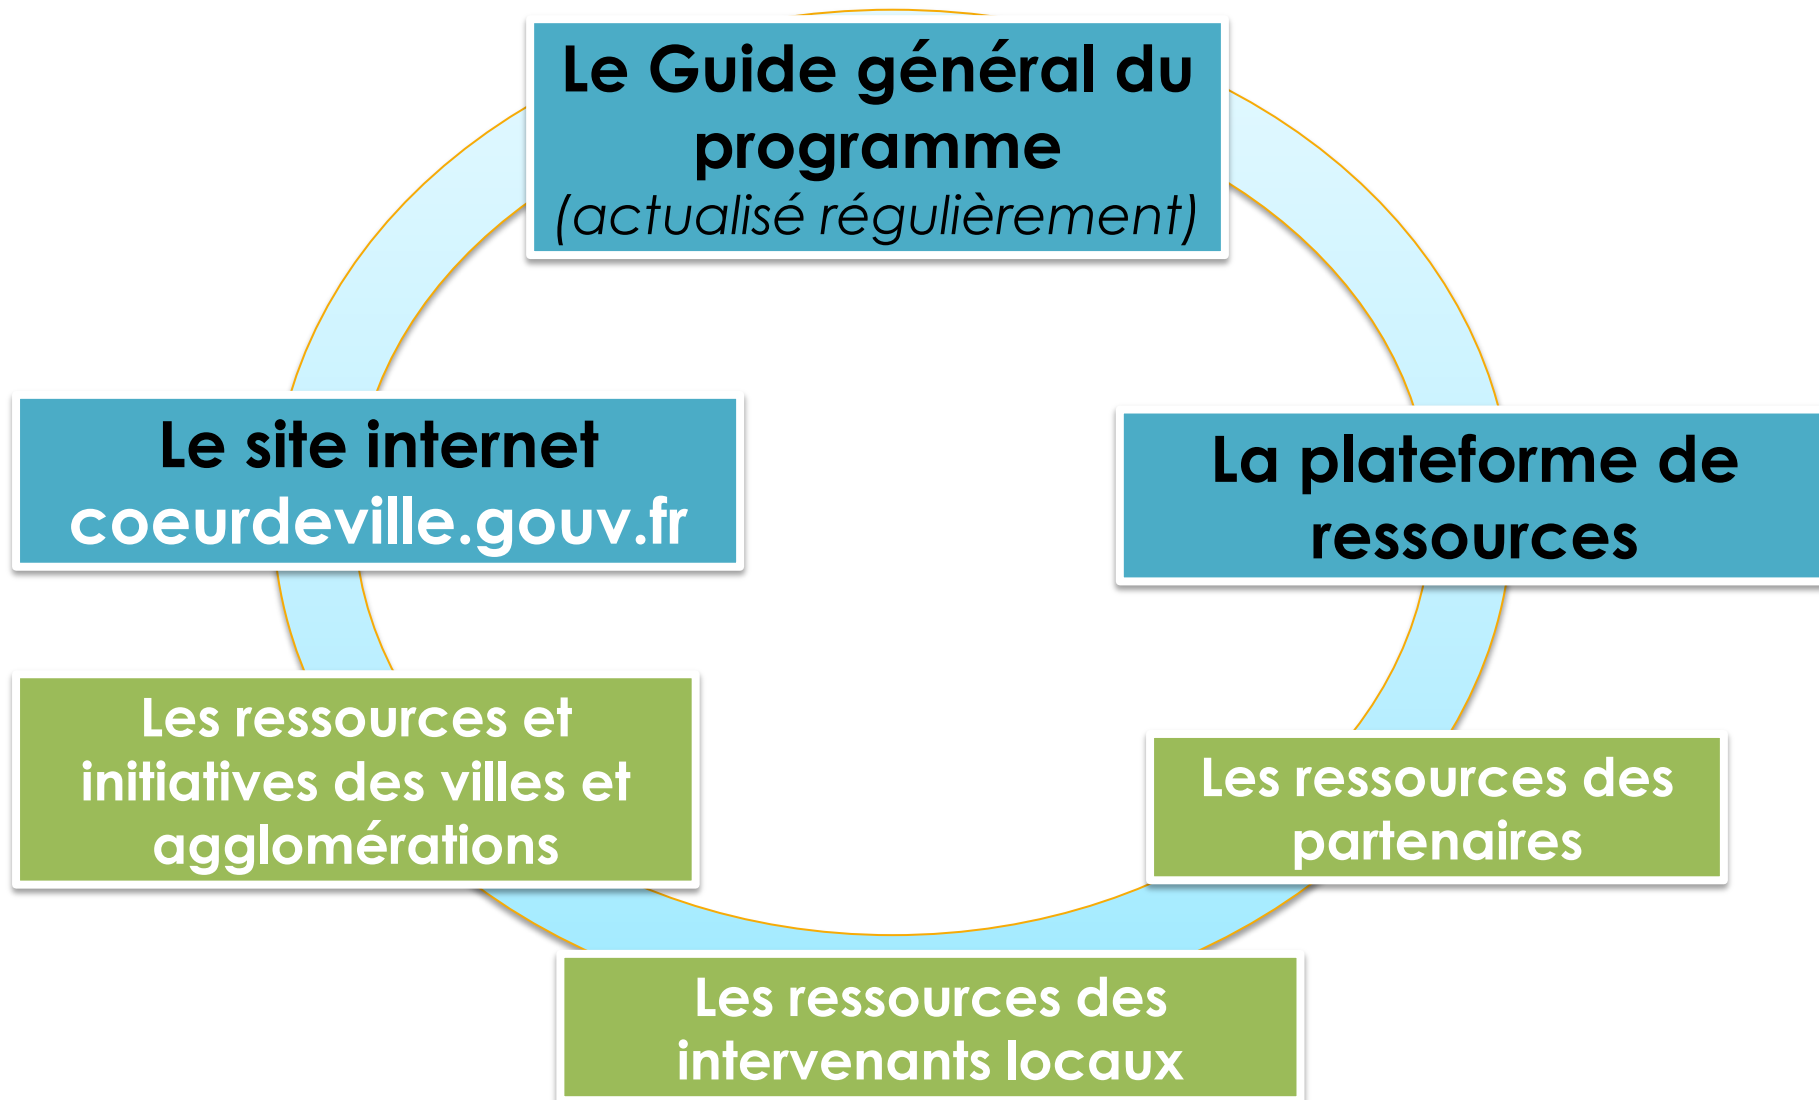 Le Guide général du
programme
(actualisé régulièrement)
Le site internet
coeurdeville.gouv.fr
La plateforme de
ressources
Les ressources et
initiatives des villes et
agglomérations
Les ressources des
partenaires
Les ressources des
intervenants locaux